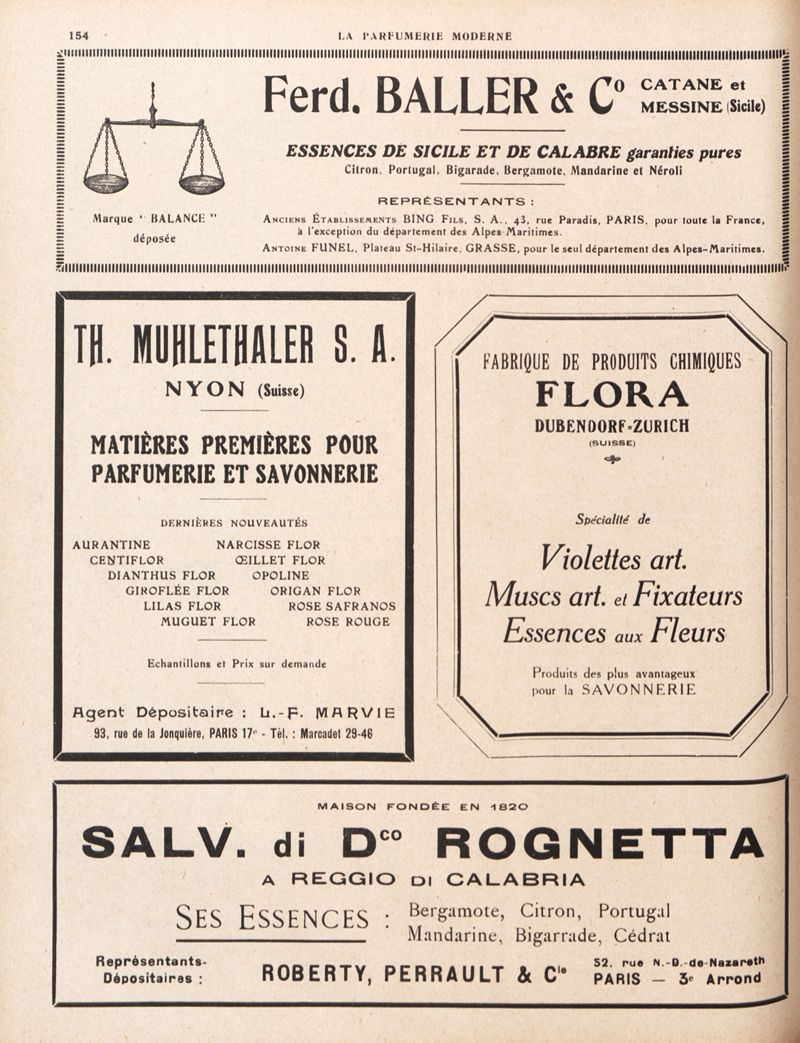 154
LA PARFUMERIE MODERNE
Ferd. BALLER & Co
CATANE et
MESSINE (Sicile)
ESSENCES DE SICILE ET DE CALABRE garanties pures
Citron, Portugal, Bigarade, Bergamote, Mandarine et Néroli
Marque "BALANCE"
déposée
REPRÉSENTANTS :
ANCIENS ÉTABLISSEMENTS BING FILS, S. A., 43, rue Paradis, PARIS, pour toute la France,
à l'exception du département des Alpes-Maritimes.
ANTOINE FUNEL, Plateau St-Hilaire, GRASSE, pour le seul département des Alpes-Maritimes.
TH. MUHLETHALER S. A.
NYON (Suisse)
MATIÈRES PREMIÈRES POUR
PARFUMERIE ET SAVONNERIE
DERNIÈRES NOUVEAUTÉS
AURANTINE NARCISSE FLOR
CENTIFLOR ŒILLET FLOR
DIANTHUS FLOR OPOLINE
GIROFLÉE FLOR ORIGAN FLOR
LILAS FLOR ROSE SAFRANOS
MUGUET FLOR ROSE ROUGE
Echantillons et Prix sur demande
Agent Dépositaire : L.-F. MARVIE
93, rue de la Jonquière, PARIS 17e - Tél. : Marcadet 29-46
FABRIQUE DE PRODUITS CHIMIQUES
FLORA
DUBENDORF-ZURICH
(SUISSE)
Spécialité de
Violettes art.
Muscs art. et Fixateurs
Essences aux Fleurs
Produits des plus avantageux
pour la SAVONNERIE
MAISON FONDÉE EN 1820
SALV. di Dco ROGNETTA
A REGGIO DI CALABRIA
SES ESSENCES :
Bergamote, Citron, Portugal
Mandarine, Bigarrade, Cédrat
Représentants-
Dépositaires :
ROBERTY, PERRAULT & Cie
52, rue N.-D.-de-Nazareth
PARIS — 3e Arrond